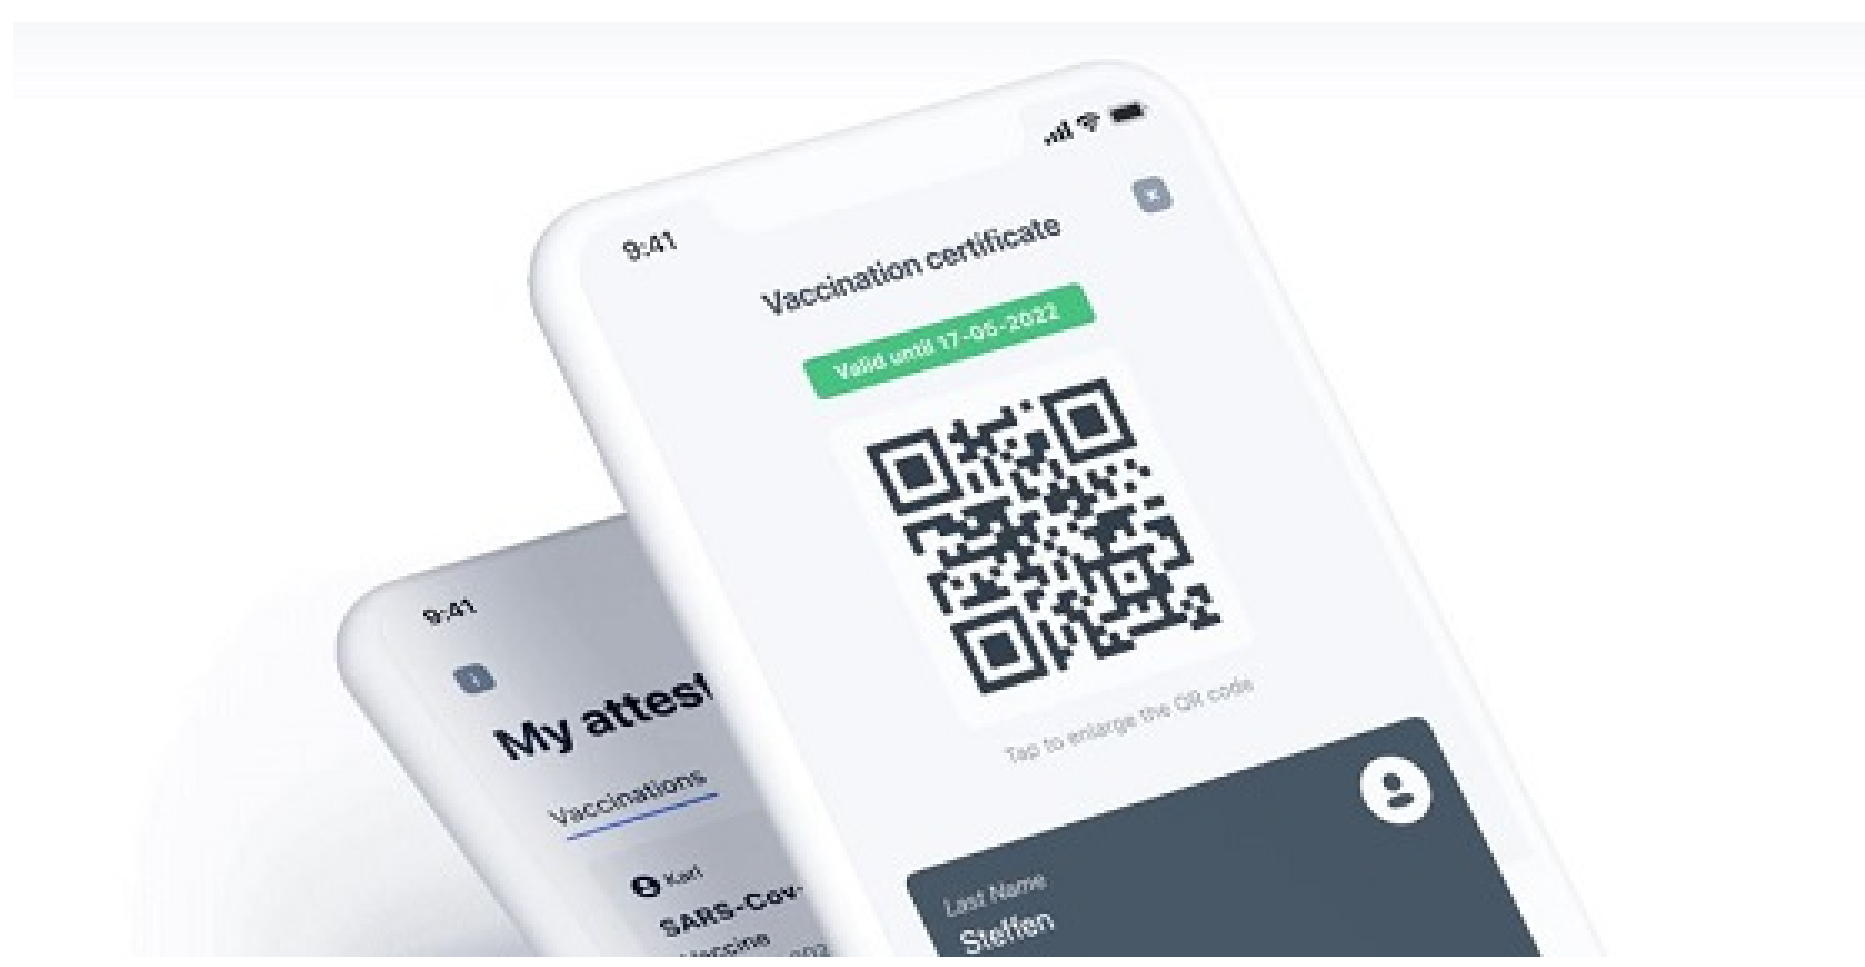 9:41
Vaccination certificate
Valid until 17-05-2022
Tap to enlarge the QR code
Last Name
Steffen
9:41
My attest
Vaccinations
Karl
SARS-Cov-
Vaccine